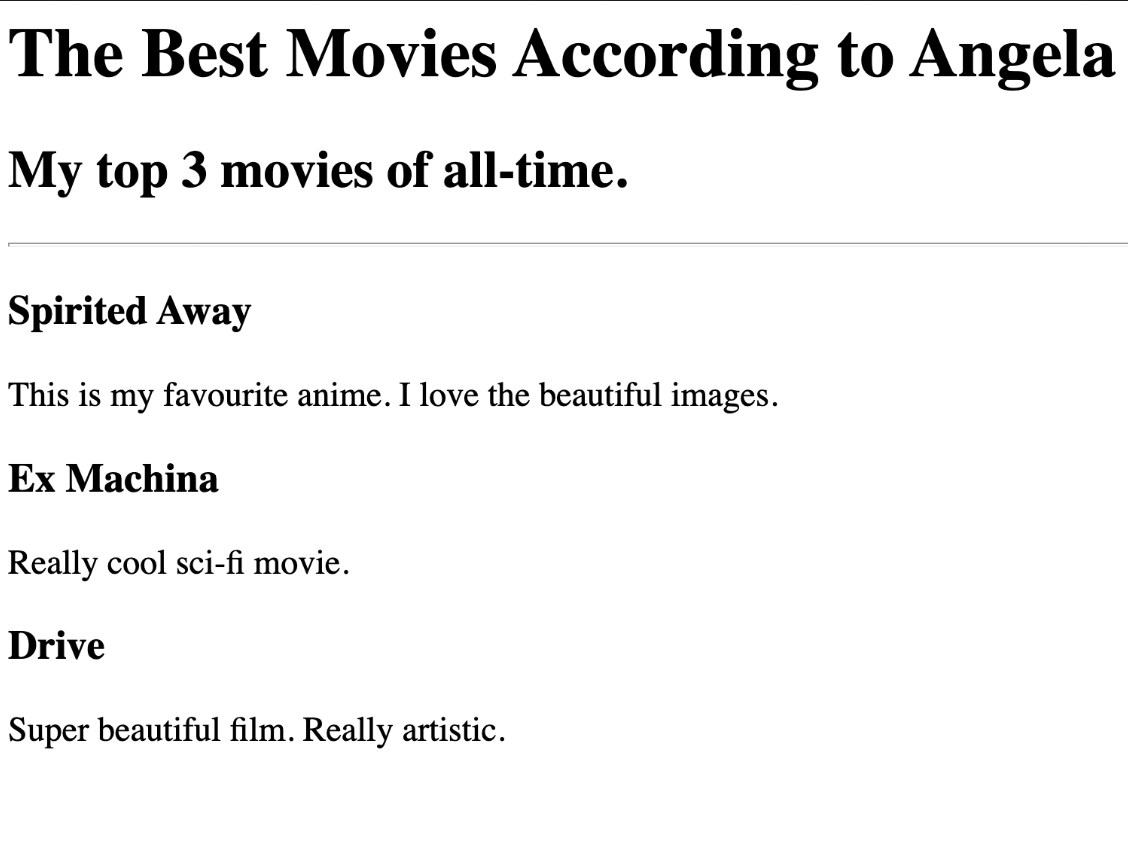 The Best Movies According to Angela
My top 3 movies of all-time.
Spirited Away
This is my favourite anime. I love the beautiful images.
Ex Machina
Really cool sci-fi movie.
Drive
Super beautiful film. Really artistic.